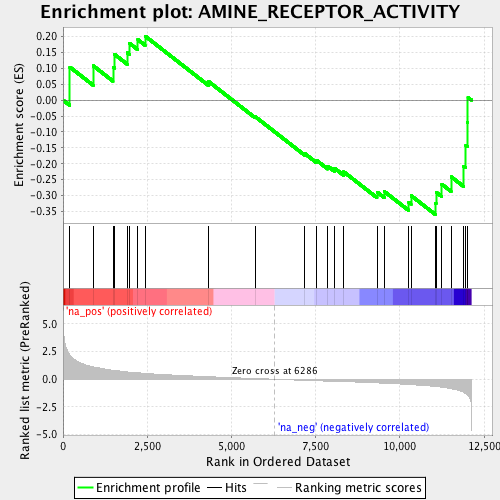 Enrichment plot: AMINE_RECEPTOR_ACTIVITY
Enrichment score (ES)
0.20
0.15
0.10
0.05
0.00
-0.05
-0.10
-0.15
-0.20
-0.25
-0.30
-0.35
'na_pos' (positively correlated)
Ranked list metric (PreRanked)
5.0
2.5
0.0
-2.5
-5.0
Zero cross at 6286
'na_neg' (negatively correlated)
0
2,500
5,000
7,500
10,000
12,500
Rank in Ordered Dataset
Enrichment profile
Hits
Ranking metric scores